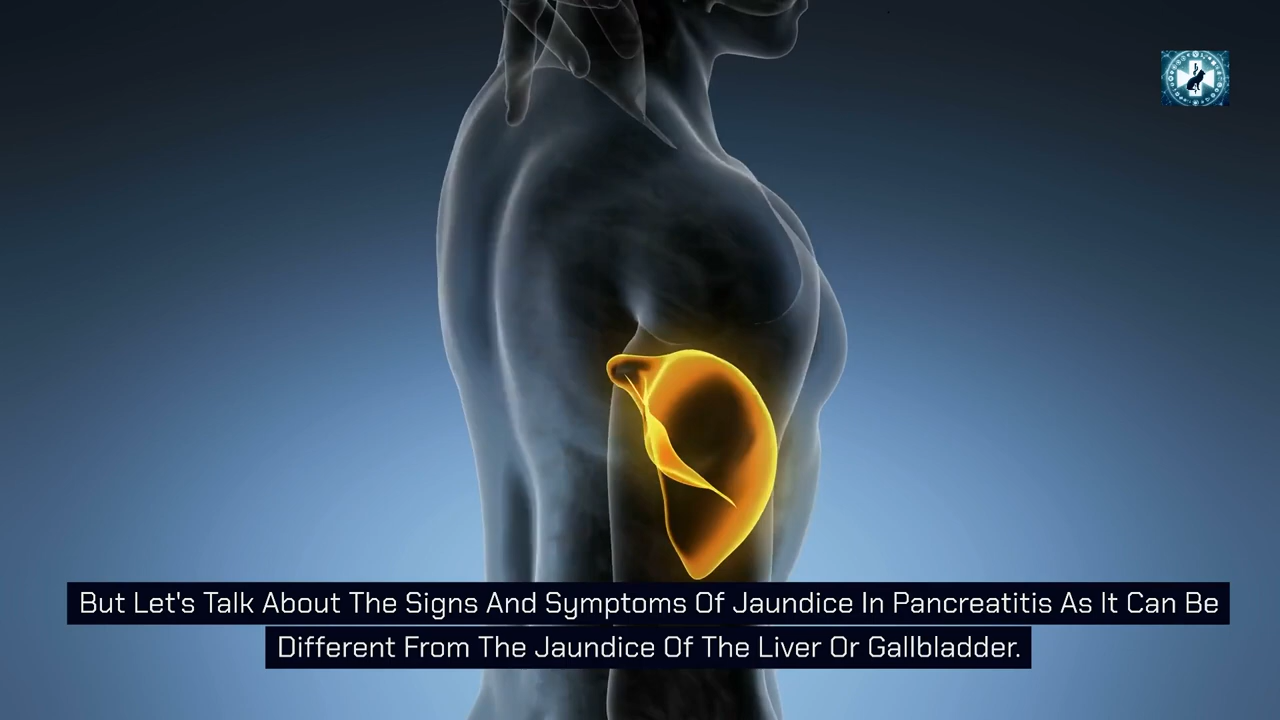 But Let's Talk About The Signs And Symptoms Of Jaundice In Pancreatitis As It Can Be
Different From The Jaundice Of The Liver Or Gallbladder.